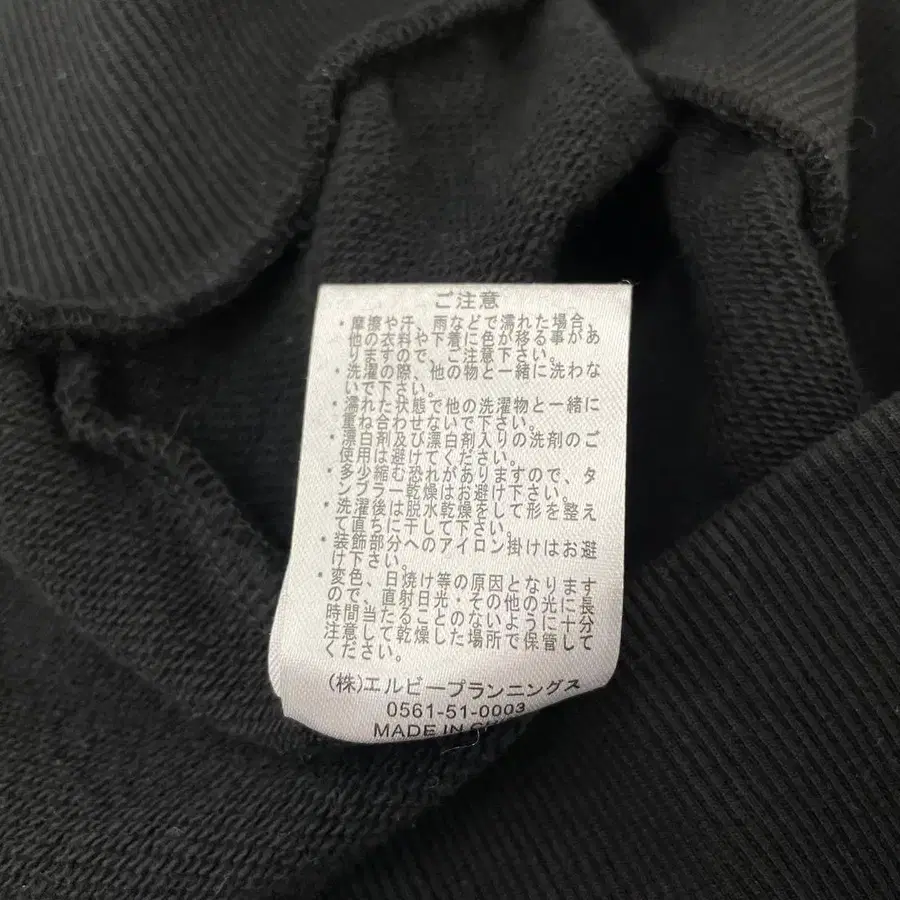 ご注意
・摩擦や汗、雨などで濡れた場合、
他の衣料や下着に色が移る事があ
りますので、ご注意下さい。
・洗濯の際、他の物と一緒に洗わな
いで下さい。
・濡れた状態で他の洗濯物と一緒に
重ね合わせないで下さい。
・漂白剤及び漂白剤入りの洗剤のご
使用は避けてください。
・多少縮む恐れがありますので、タ
ンブラー乾燥はお避け下さい。
・洗濯後は脱水乾燥をして形を整え
て直ちに干して下さい。
・装飾部分へのアイロン掛けはお避
け下さい。
・変色、日焼け等の原因となります
ので、直射日光・その他の光に長
時間当たることのないように十分
注意して乾燥した場所で保管して
ください。
(株)エルビープランニングス
0561-51-0003
MADE IN